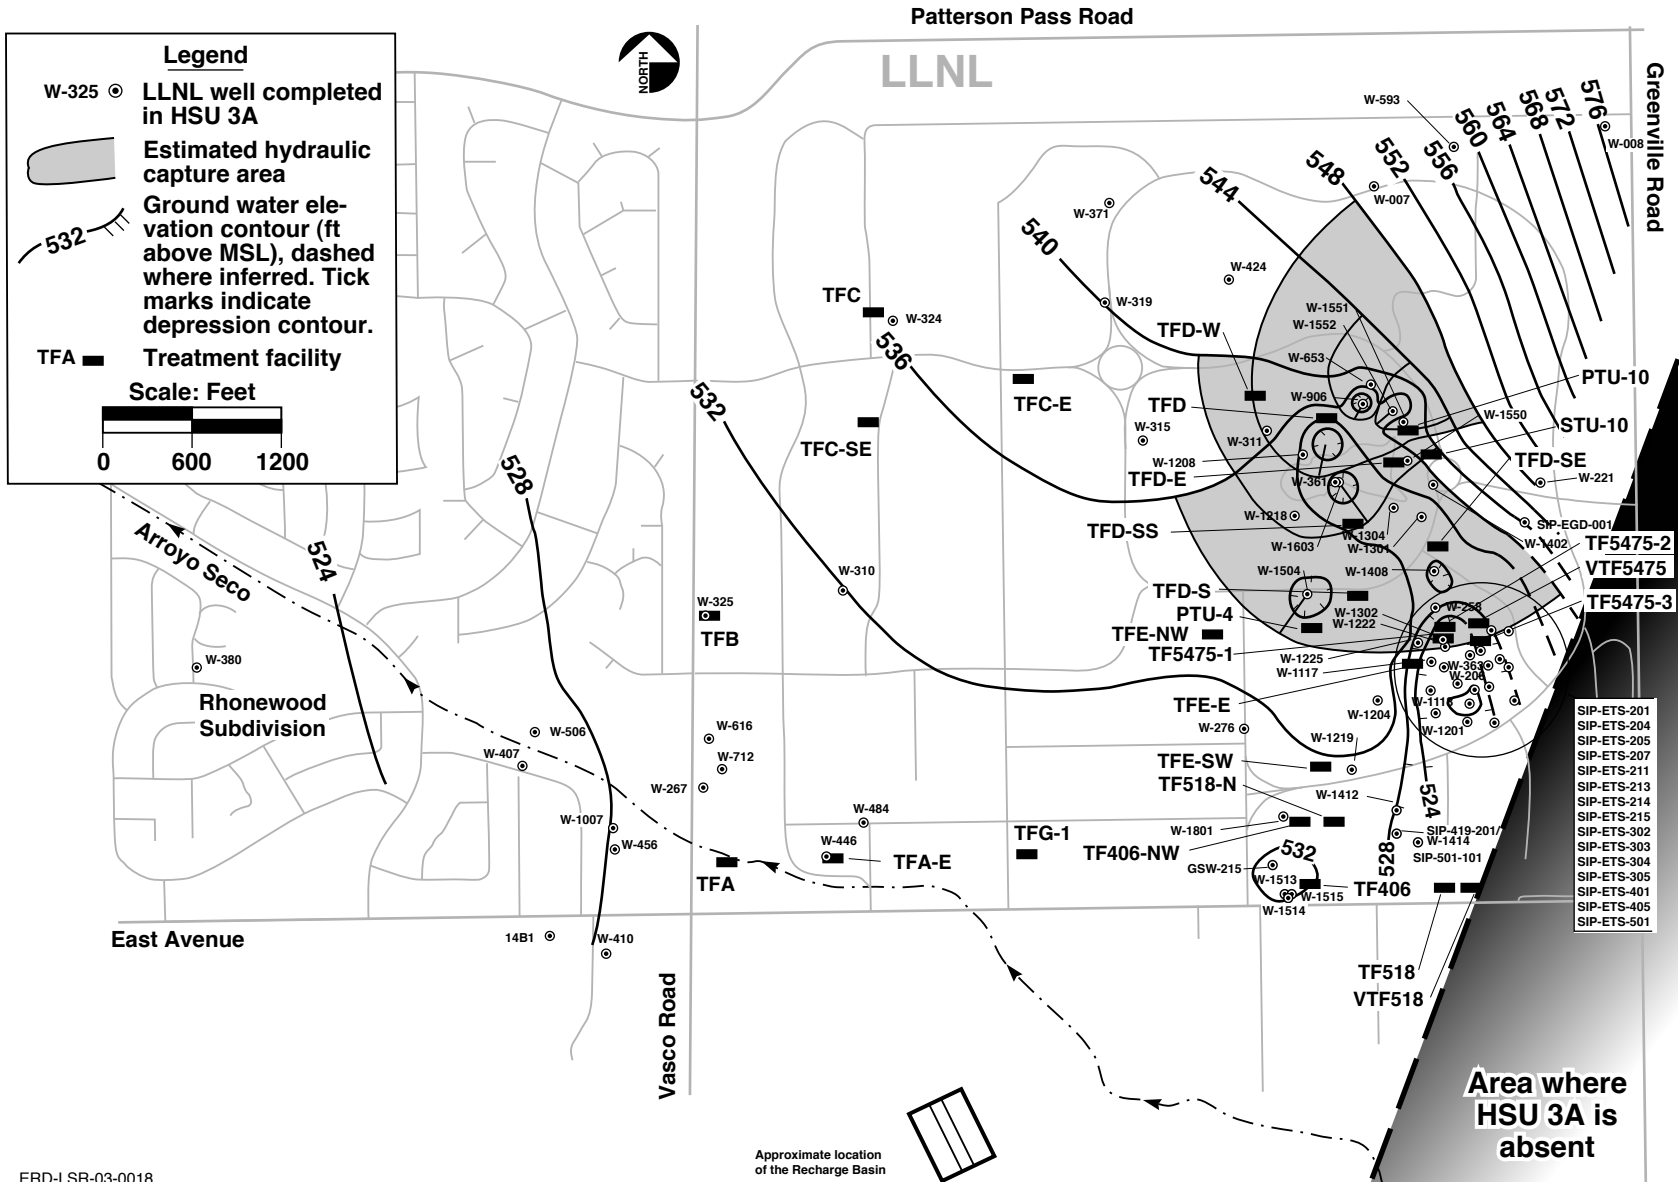 Patterson Pass Road
Legend
W-325
LLNL well completed
in HSU 3A
Estimated hydraulic
capture area
532
Ground water ele-
vation contour (ft
above MSL), dashed
where inferred. Tick
marks indicate
depression contour.
TFA
Treatment facility
Scale: Feet
0 600 1200
NORTH
LLNL
Greenville Road
W-593
W-008
W-007
W-371
W-424
W-319
W-324
540
544
548
552
556
560
564
568
572
576
TFC
536
532
528
524
TFC-SE
TFC-E
W-315
TFD-W
W-1551
W-1552
W-653
W-906
TFD
W-311
W-1208
TFD-E
W-361
W-1218
TFD-SS
W-1603
W-1304
W-1301
W-1504
W-1408
TFD-S
PTU-4
TFE-NW
TF5475-1
W-1302
W-1222
W-258
W-1225
W-1117
TFE-E
W-363
W-206
W-1118
W-1201
W-1204
W-276
W-1219
TFE-SW
TF518-N
W-1412
W-1801
TF406-NW
GSW-215
532
W-1513
W-1515
W-1514
TF406
524
528
SIP-419-201/
W-1414
SIP-501-101
TF518
VTF518
PTU-10
W-1550
STU-10
TFD-SE
W-221
SIP-EGD-001
W-1402
TF5475-2
VTF5475
TF5475-3
SIP-ETS-201
SIP-ETS-204
SIP-ETS-205
SIP-ETS-207
SIP-ETS-211
SIP-ETS-213
SIP-ETS-214
SIP-ETS-215
SIP-ETS-302
SIP-ETS-303
SIP-ETS-304
SIP-ETS-305
SIP-ETS-401
SIP-ETS-405
SIP-ETS-501
Arroyo Seco
W-380
Rhonewood
Subdivision
W-310
W-325
TFB
W-506
W-407
W-616
W-712
W-267
W-1007
W-456
W-484
W-446
TFA-E
TFA
TFG-1
East Avenue
14B1
W-410
Vasco Road
Approximate location
of the Recharge Basin
Area where
HSU 3A is
absent
ERD-LSR-03-0018